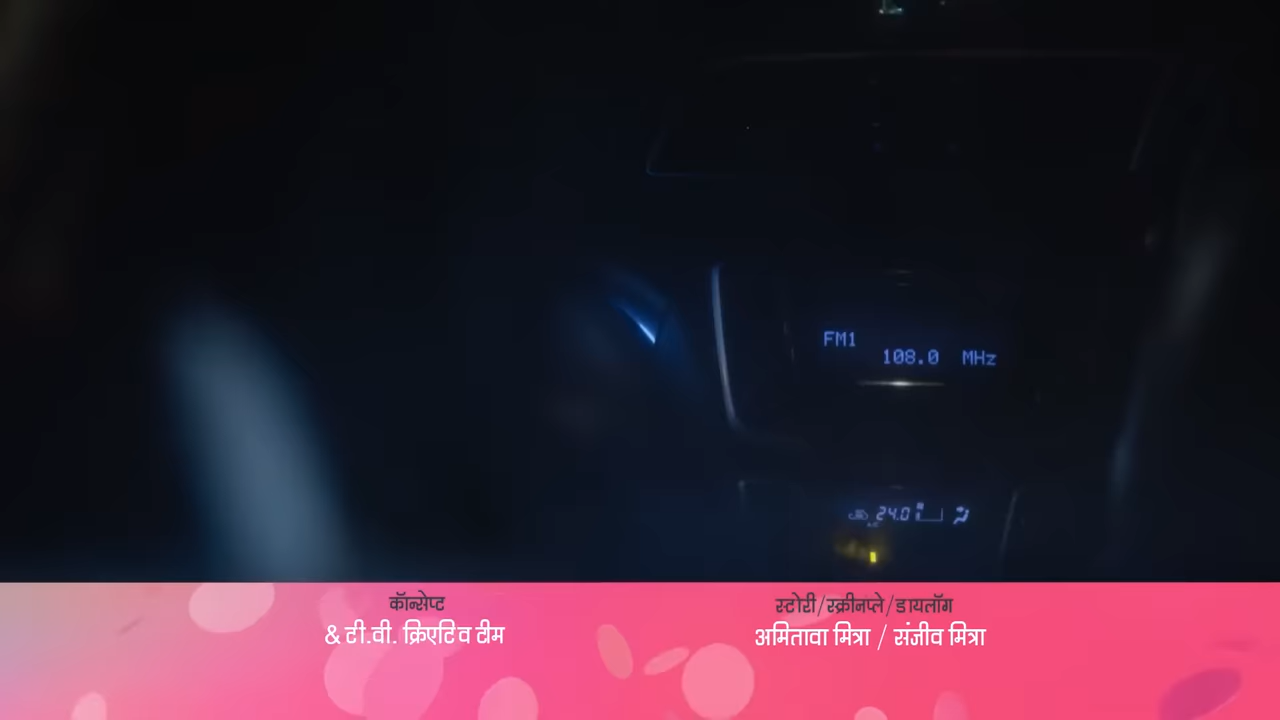 FM1
108.0 MHz
24.0
कॉन्सेप्ट
& टी.वी. क्रिएटिव टीम
स्टोरी/स्क्रीनप्ले/डायलॉग
अमितावा मित्रा / संजीव मित्रा